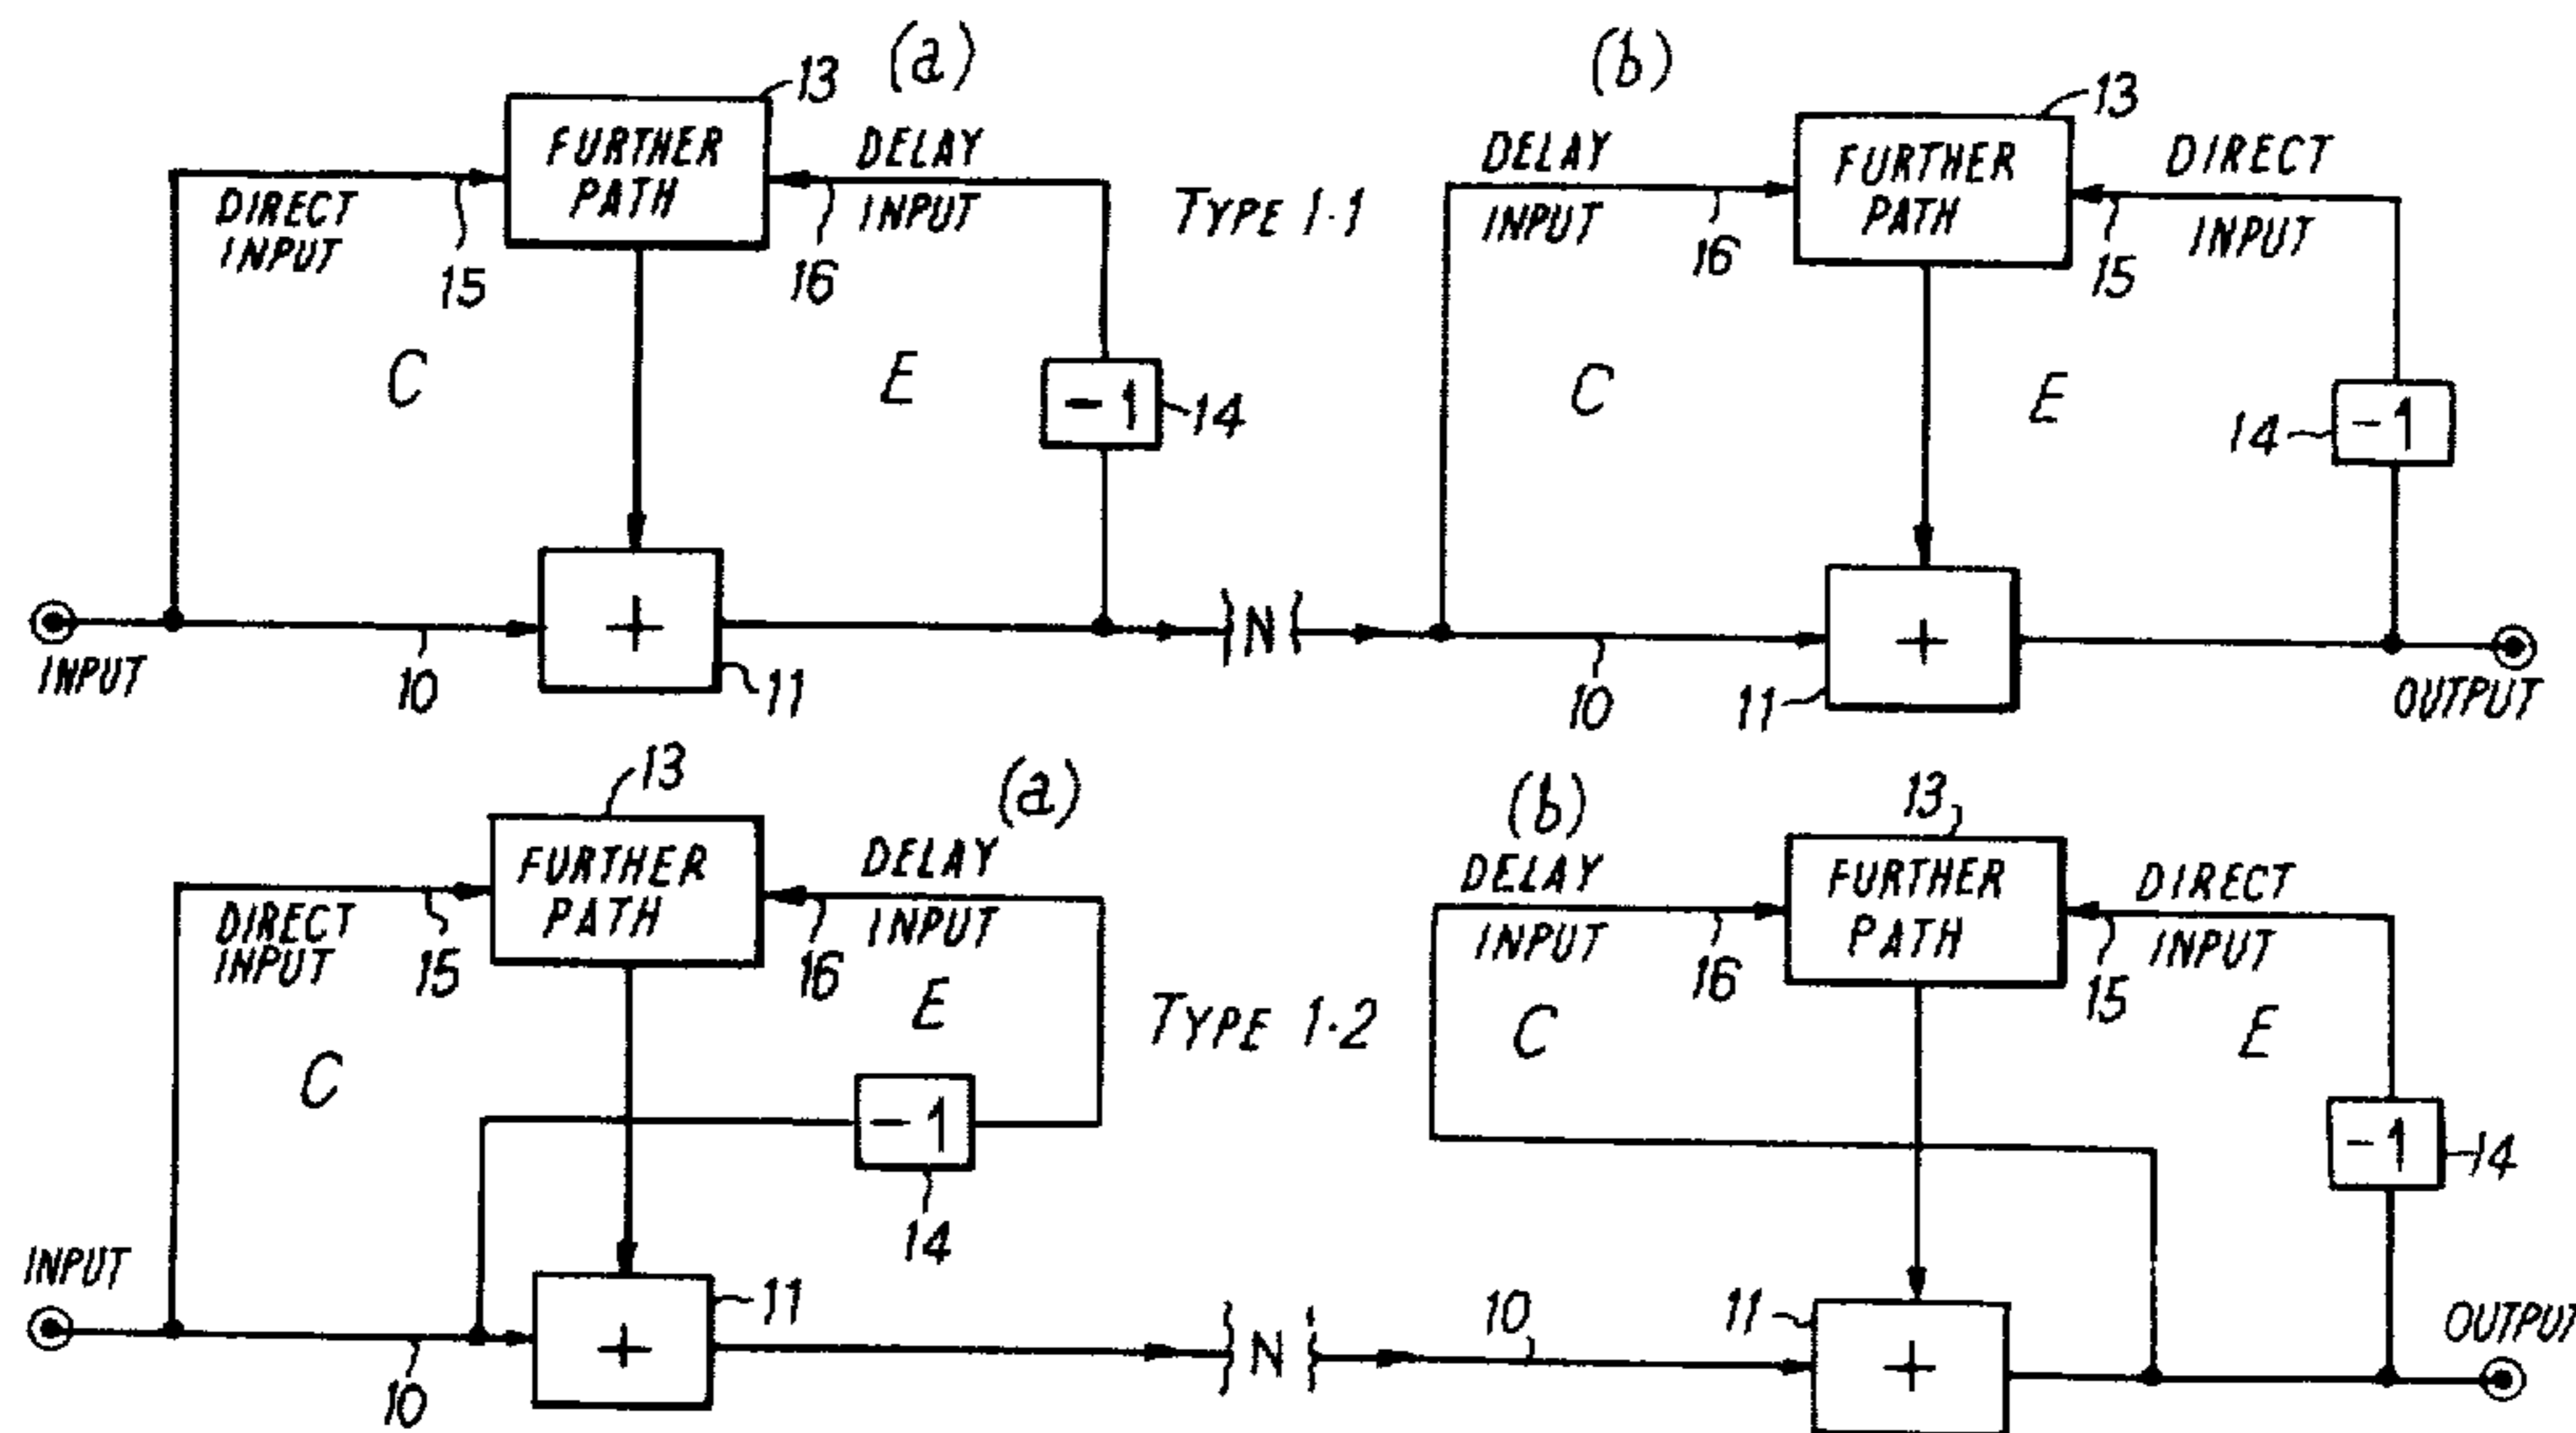 (a)
(b)
13
FURTHER
PATH
DELAY
INPUT
DIRECT
INPUT
15
16
TYPE 1·1
DELAY
INPUT
13
FURTHER
PATH
DIRECT
INPUT
16
15
C
E
-1
14
C
E
14
-1
INPUT
10
+
11
N
10
11
+
OUTPUT
13
(a)
(b)
13
FURTHER
PATH
DELAY
INPUT
DIRECT
INPUT
15
16
E
C
TYPE 1·2
-1
14
DELAY
INPUT
FURTHER
PATH
DIRECT
INPUT
16
15
C
E
-1
14
INPUT
10
+
11
N
10
11
+
OUTPUT